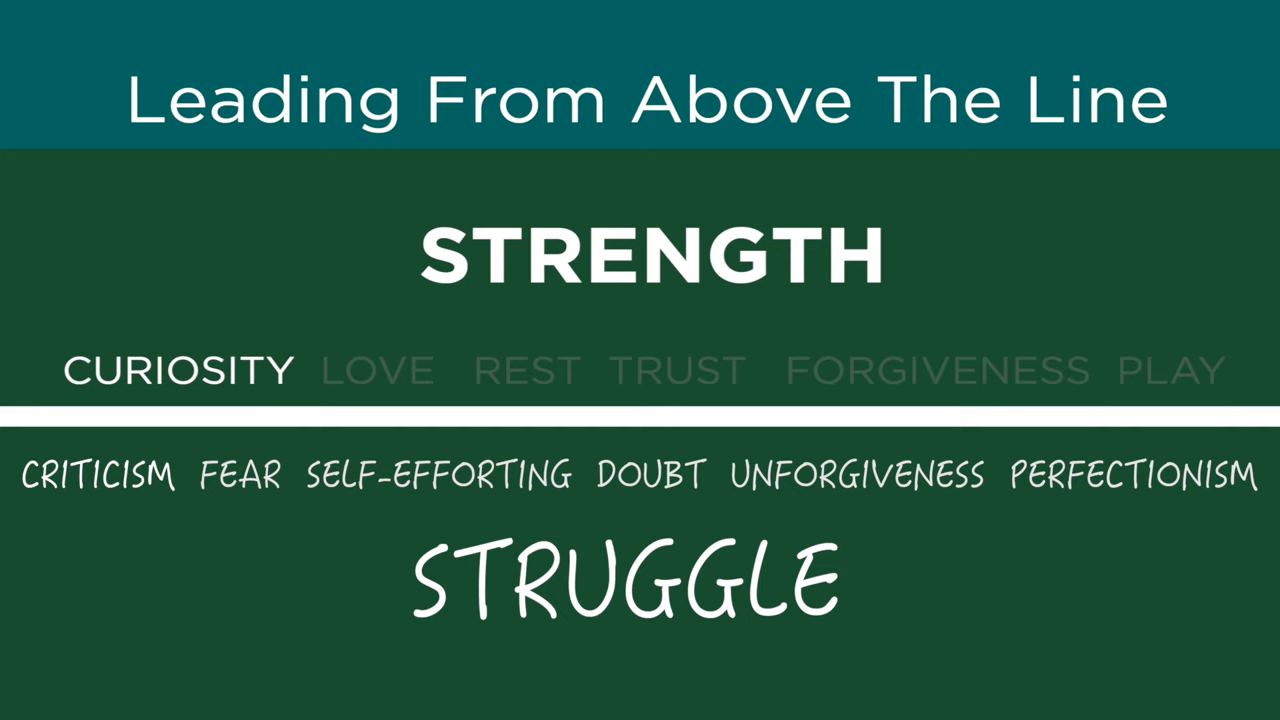 Leading From Above The Line
STRENGTH
CURIOSITY LOVE REST TRUST FORGIVENESS PLAY
CRITICISM FEAR SELF-EFFORTING DOUBT UNFORGIVENESS PERFECTIONISM
STRUGGLE